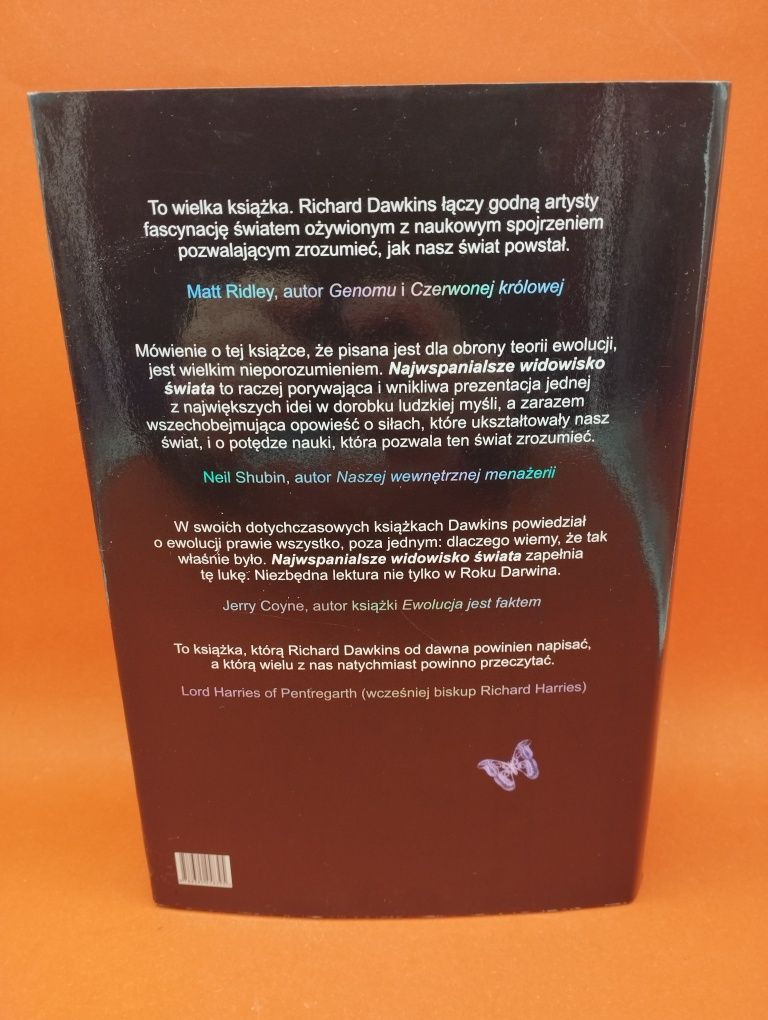 To wielka książka. Richard Dawkins łączy godną artysty
fascynację światem ożywionym z naukowym spojrzeniem
pozwalającym zrozumieć, jak nasz świat powstał.
Matt Ridley, autor Genomu i Czerwonej królowej
Mówienie o tej książce, że pisana jest dla obrony teorii ewolucji,
jest wielkim nieporozumieniem. Najwspanialsze widowisko
świata to raczej porywająca i wnikliwa prezentacja jednej
z największych idei w dorobku ludzkiej myśli, a zarazem
wszechobejmująca opowieść o siłach, które ukształtowały nasz
świat, i o potędze nauki, która pozwala ten świat zrozumieć.
Neil Shubin, autor Naszej wewnętrznej menażerii
W swoich dotychczasowych książkach Dawkins powiedział
o ewolucji prawie wszystko, poza jednym: dlaczego wiemy, że tak
właśnie było. Najwspanialsze widowisko świata zapełnia
tę lukę. Niezbędna lektura nie tylko w Roku Darwina.
Jerry Coyne, autor książki Ewolucja jest faktem
To książka, którą Richard Dawkins od dawna powinien napisać,
a którą wielu z nas natychmiast powinno przeczytać.
Lord Harries of Pentregarth (wcześniej biskup Richard Harries)